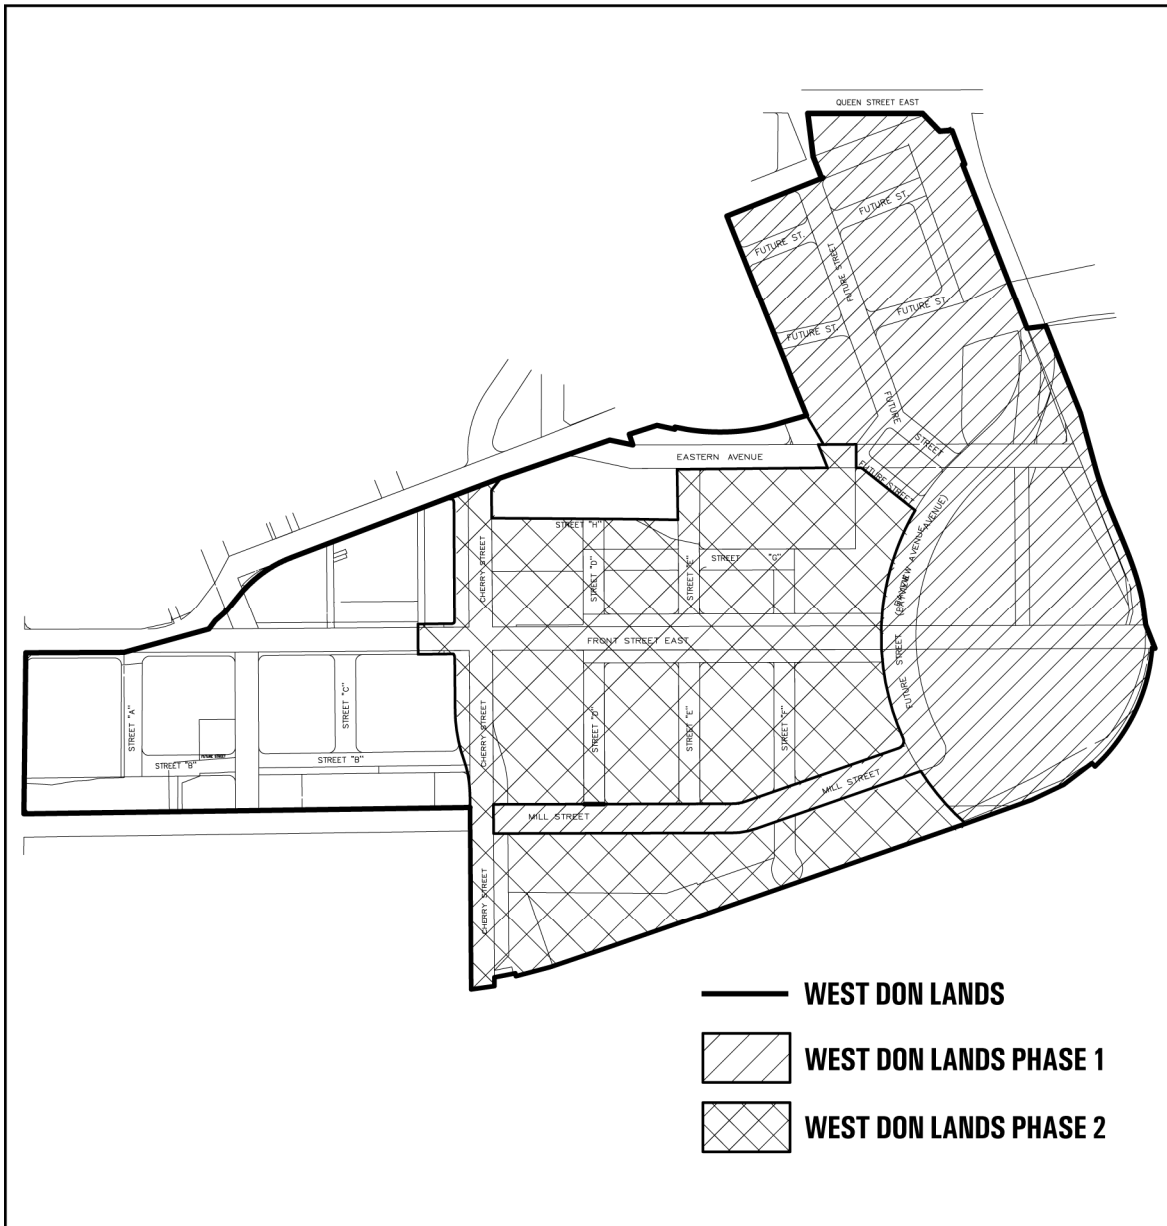 QUEEN STREET EAST
FUTURE ST.
FUTURE ST.
FUTURE STREET
FUTURE ST.
FUTURE ST.
FUTURE
STREET
EASTERN AVENUE
FUTURE STREET
STREET "H"
CHERRY STREET
STREET "D"
STREET "E"
STREET "G"
AVENUE)
FRONT STREET EAST
FUTURE STREET
STREET "A"
STREET "C"
STREET "B"
FUTURE STREET
STREET "B"
CHERRY STREET
STREET "D"
STREET "E"
STREET "F"
MILL STREET
MILL STREET
CHERRY STREET
WEST DON LANDS
WEST DON LANDS PHASE 1
WEST DON LANDS PHASE 2